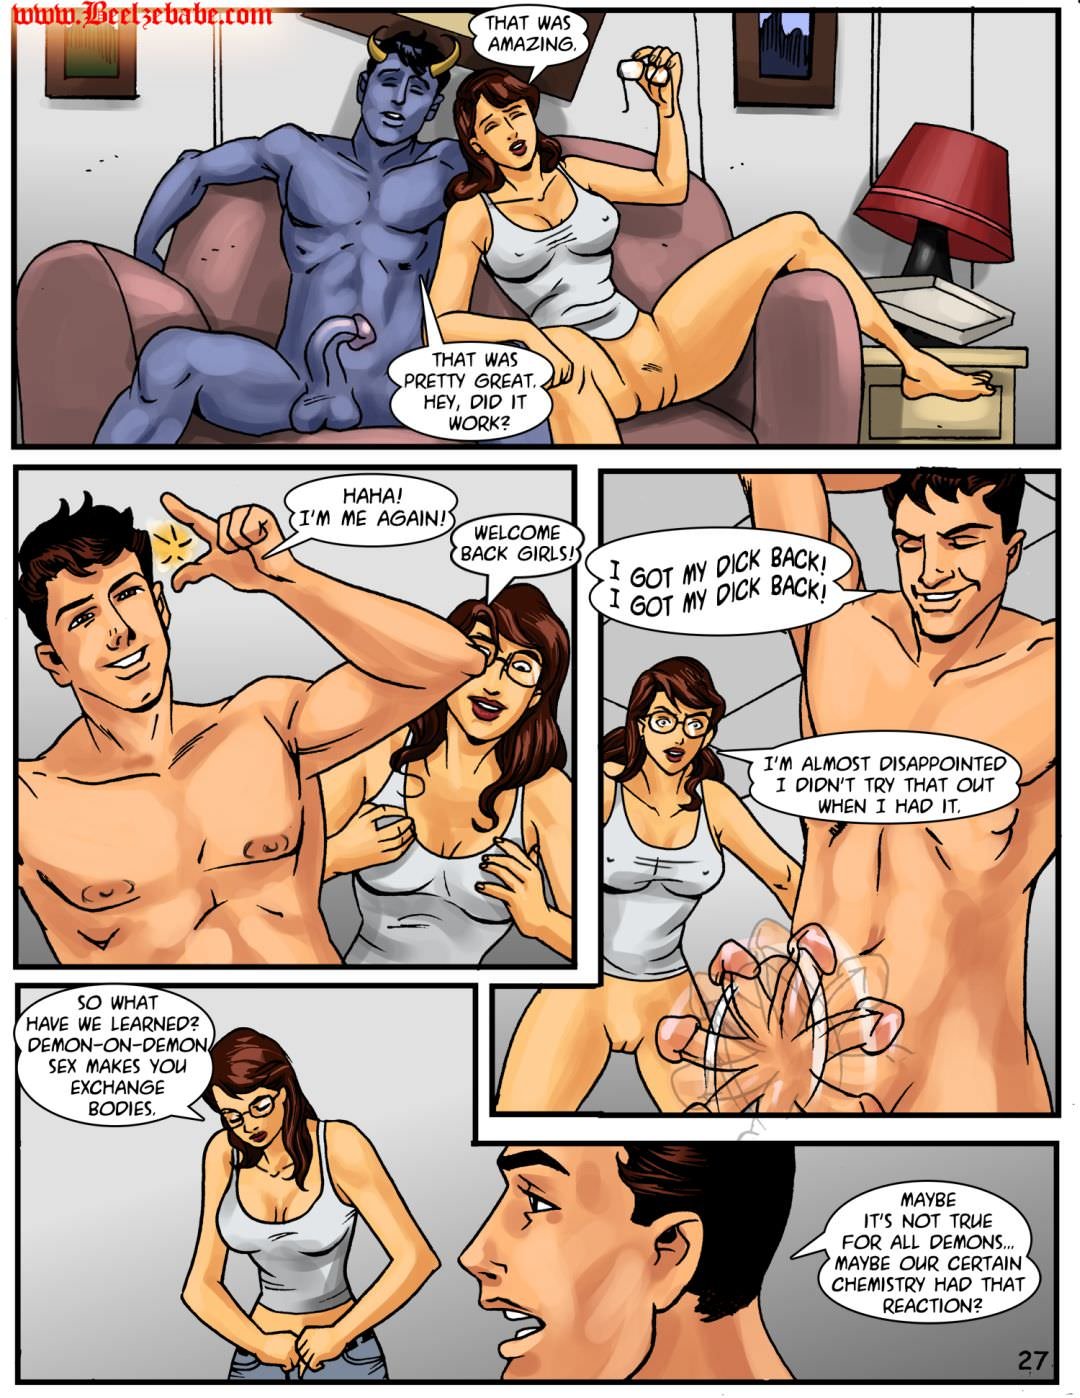 www.Beelzebabe.com
THAT WAS
AMAZING.
THAT WAS
PRETTY GREAT.
HEY, DID IT
WORK?
HAHA!
I'M ME AGAIN!
WELCOME
BACK GIRLS!
I GOT MY DICK BACK!
I GOT MY DICK BACK!
I'M ALMOST DISAPPOINTED
I DIDN'T TRY THAT OUT
WHEN I HAD IT.
SO WHAT
HAVE WE LEARNED?
DEMON-ON-DEMON
SEX MAKES YOU
EXCHANGE
BODIES.
MAYBE
IT'S NOT TRUE
FOR ALL DEMONS...
MAYBE OUR CERTAIN
CHEMISTRY HAD THAT
REACTION?
27